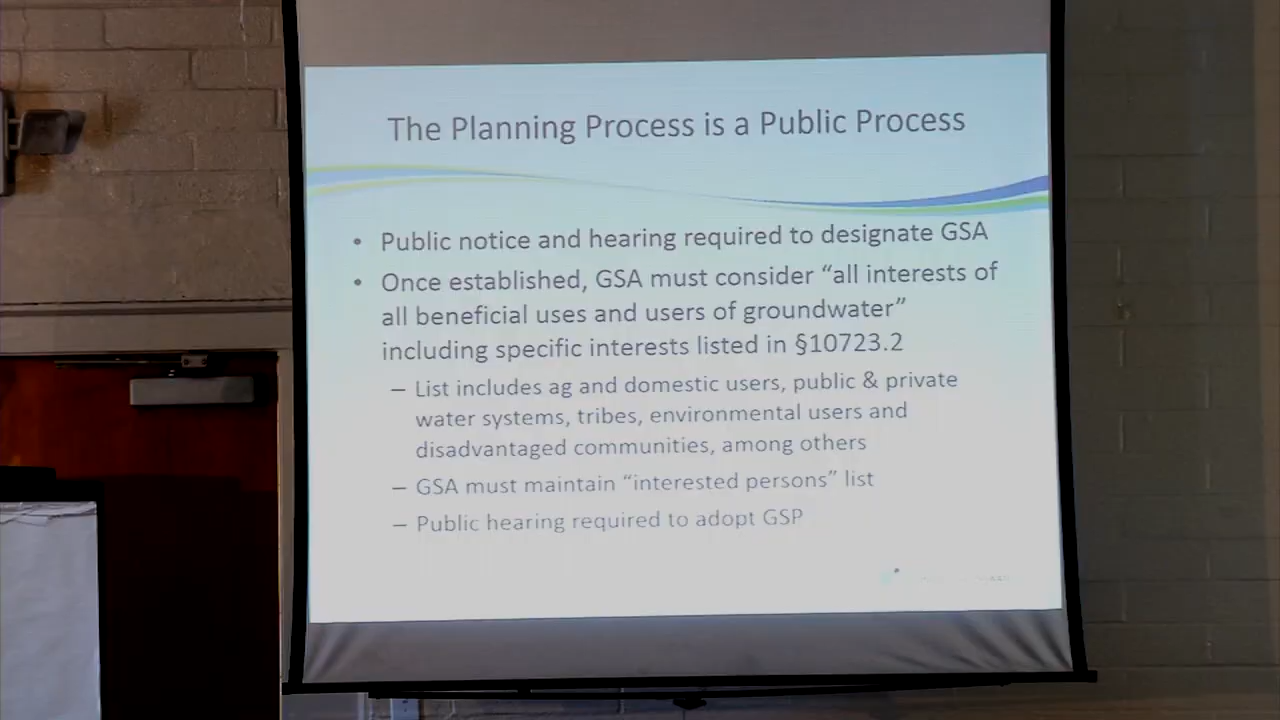 The Planning Process is a Public Process
• Public notice and hearing required to designate GSA
• Once established, GSA must consider “all interests of
all beneficial uses and users of groundwater”
including specific interests listed in §10723.2
– List includes ag and domestic users, public & private
water systems, tribes, environmental users and
disadvantaged communities, among others
– GSA must maintain “interested persons” list
– Public hearing required to adopt GSP